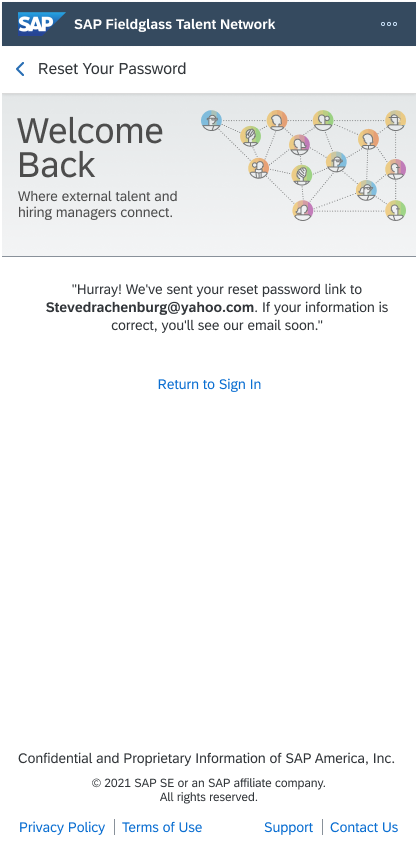 SAP SAP Fieldglass Talent Network
Reset Your Password
Welcome
Back
Where external talent and
hiring managers connect.
"Hurray! We've sent your reset password link to
Stevedrachenburg@yahoo.com. If your information is
correct, you'll see our email soon."
Return to Sign In
Confidential and Proprietary Information of SAP America, Inc.
© 2021 SAP SE or an SAP affiliate company.
All rights reserved.
Privacy Policy | Terms of Use Support | Contact Us